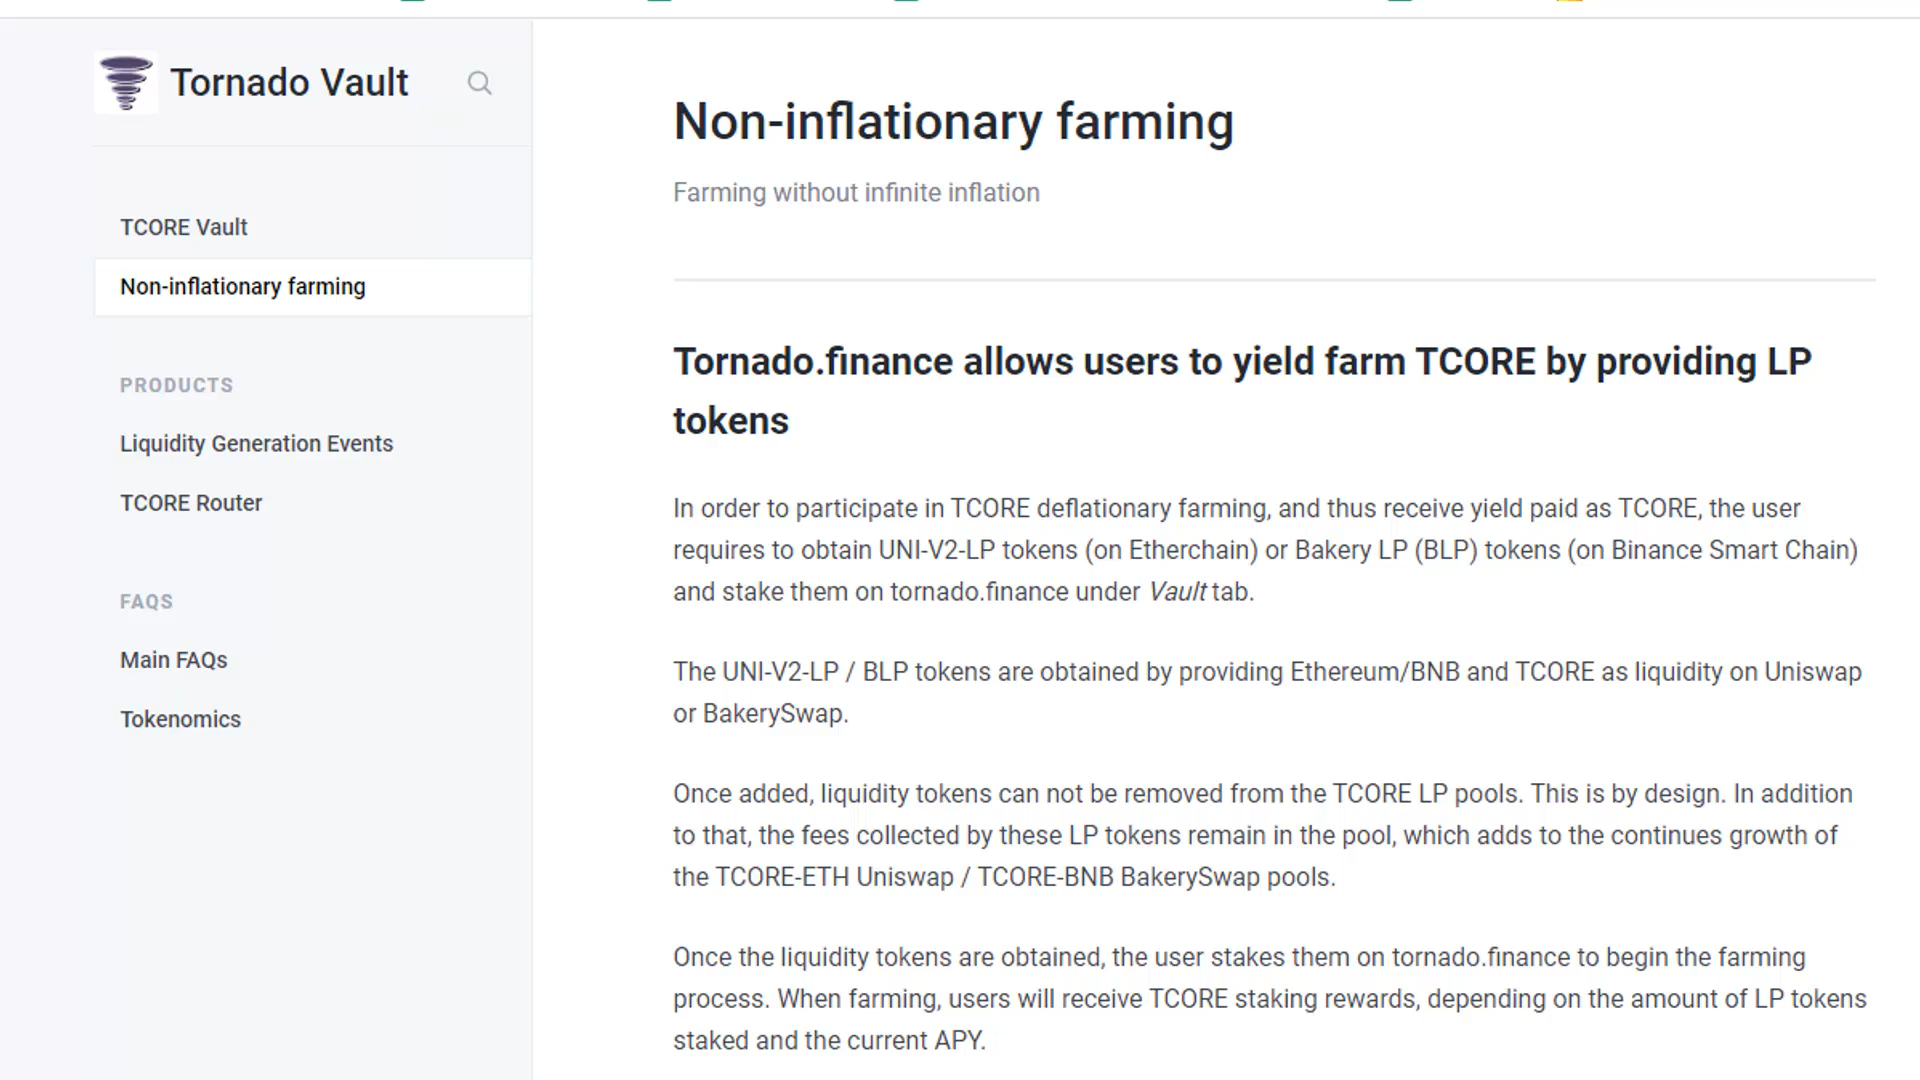 Tornado Vault
TCORE Vault
Non-inflationary farming
PRODUCTS
Liquidity Generation Events
TCORE Router
FAQS
Main FAQs
Tokenomics
Non-inflationary farming
Farming without infinite inflation
Tornado.finance allows users to yield farm TCORE by providing LP
tokens
In order to participate in TCORE deflationary farming, and thus receive yield paid as TCORE, the user
requires to obtain UNI-V2-LP tokens (on Etherchain) or Bakery LP (BLP) tokens (on Binance Smart Chain)
and stake them on tornado.finance under Vault tab.
The UNI-V2-LP / BLP tokens are obtained by providing Ethereum/BNB and TCORE as liquidity on Uniswap
or BakerySwap.
Once added, liquidity tokens can not be removed from the TCORE LP pools. This is by design. In addition
to that, the fees collected by these LP tokens remain in the pool, which adds to the continues growth of
the TCORE-ETH Uniswap / TCORE-BNB BakerySwap pools.
Once the liquidity tokens are obtained, the user stakes them on tornado.finance to begin the farming
process. When farming, users will receive TCORE staking rewards, depending on the amount of LP tokens
staked and the current APY.